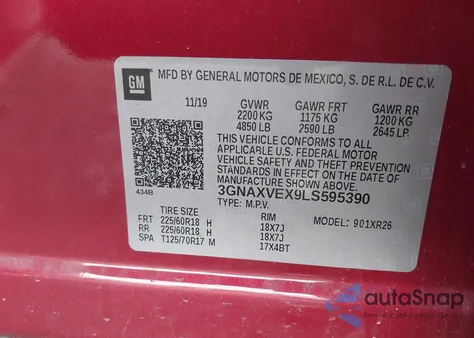 GM
MFD BY GENERAL MOTORS DE MEXICO, S. DE R.L. DE C.V.
11/19 GVWR GAWR FRT GAWR RR
2200 KG 1175 KG 1200 KG
4850 LB 2590 LB 2645 LB
THIS VEHICLE CONFORMS TO ALL
APPLICABLE U.S. FEDERAL MOTOR
VEHICLE SAFETY AND THEFT PREVENTION
STANDARDS IN EFFECT ON THE DATE OF
MANUFACTURE SHOWN ABOVE.
434B
3GNAXVEX9LS595390
TYPE: M.P.V.
TIRE SIZE RIM 901XR26
FRT 225/60R18 H 18X7J
RR 225/60R18 H 18X7J
SPA T125/70R17 M 17X4BT
autoSnap